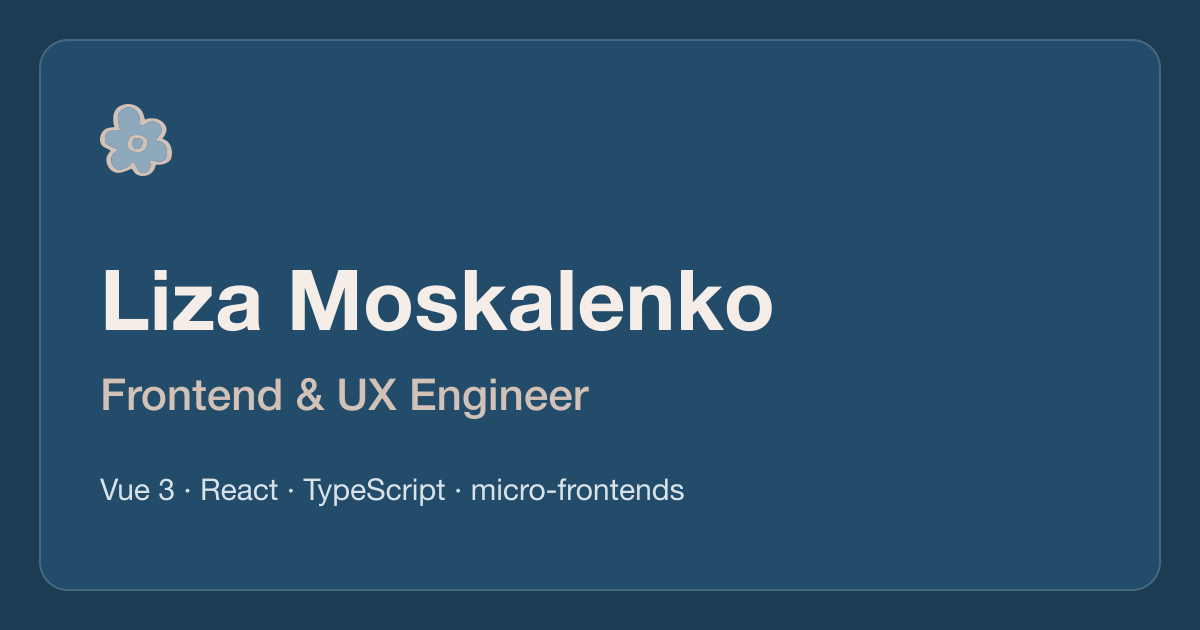 Liza Moskalenko
Frontend & UX Engineer
Vue 3 · React · TypeScript · micro-frontends